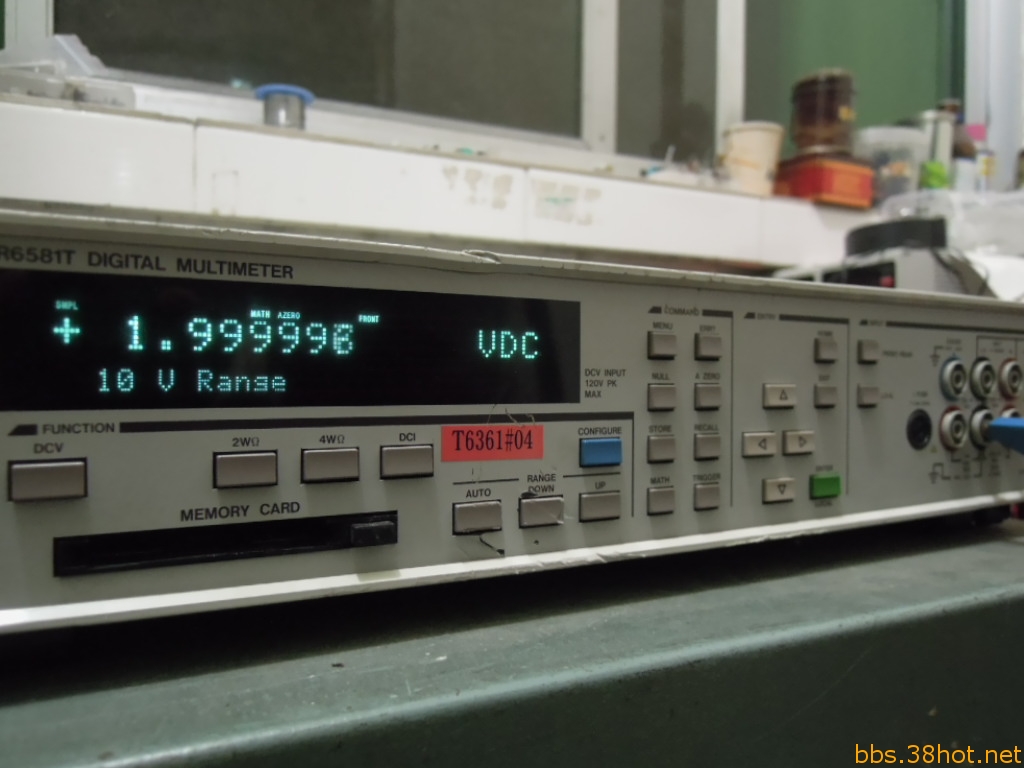 R6581T DIGITAL MULTIMETER
SMPL MATH AZERO FRONT
+ 1.999998 VDC
10 V Range
DCV INPUT
120V PK
MAX
FUNCTION
DCV
2WΩ
4WΩ
DCI
T6361#04
CONFIGURE
AUTO
RANGE
DOWN
UP
MEMORY CARD
COMMAND
MENU
NULL
A ZERO
STORE
RECALL
MATH
TRIGGER
ENTRY
ENTER
bbs.38hot.net